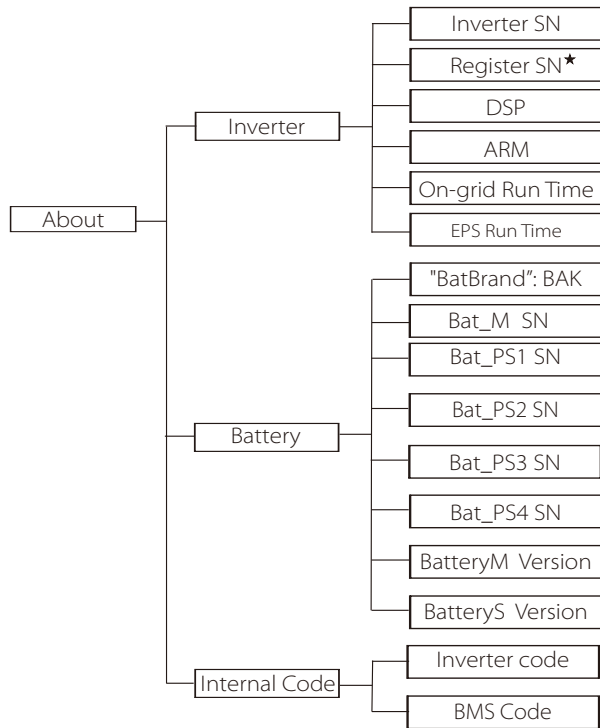 Inverter SN
Register SN★
DSP
Inverter
ARM
On-grid Run Time
About
EPS Run Time
"BatBrand”: BAK
Bat_M SN
Bat_PS1 SN
Bat_PS2 SN
Battery
Bat_PS3 SN
Bat_PS4 SN
BatteryM Version
BatteryS Version
Inverter code
Internal Code
BMS Code